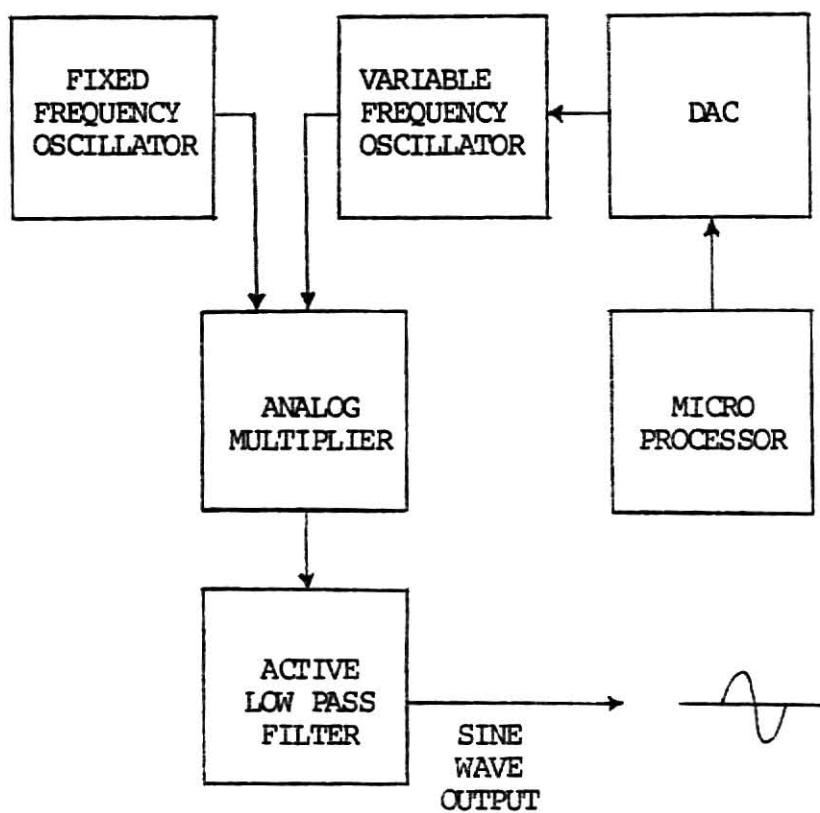 FIXED
FREQUENCY
OSCILLATOR
VARIABLE
FREQUENCY
OSCILLATOR
DAC
ANALOG
MULTIPLIER
MICRO
PROCESSOR
ACTIVE
LOW PASS
FILTER
SINE
WAVE
OUTPUT